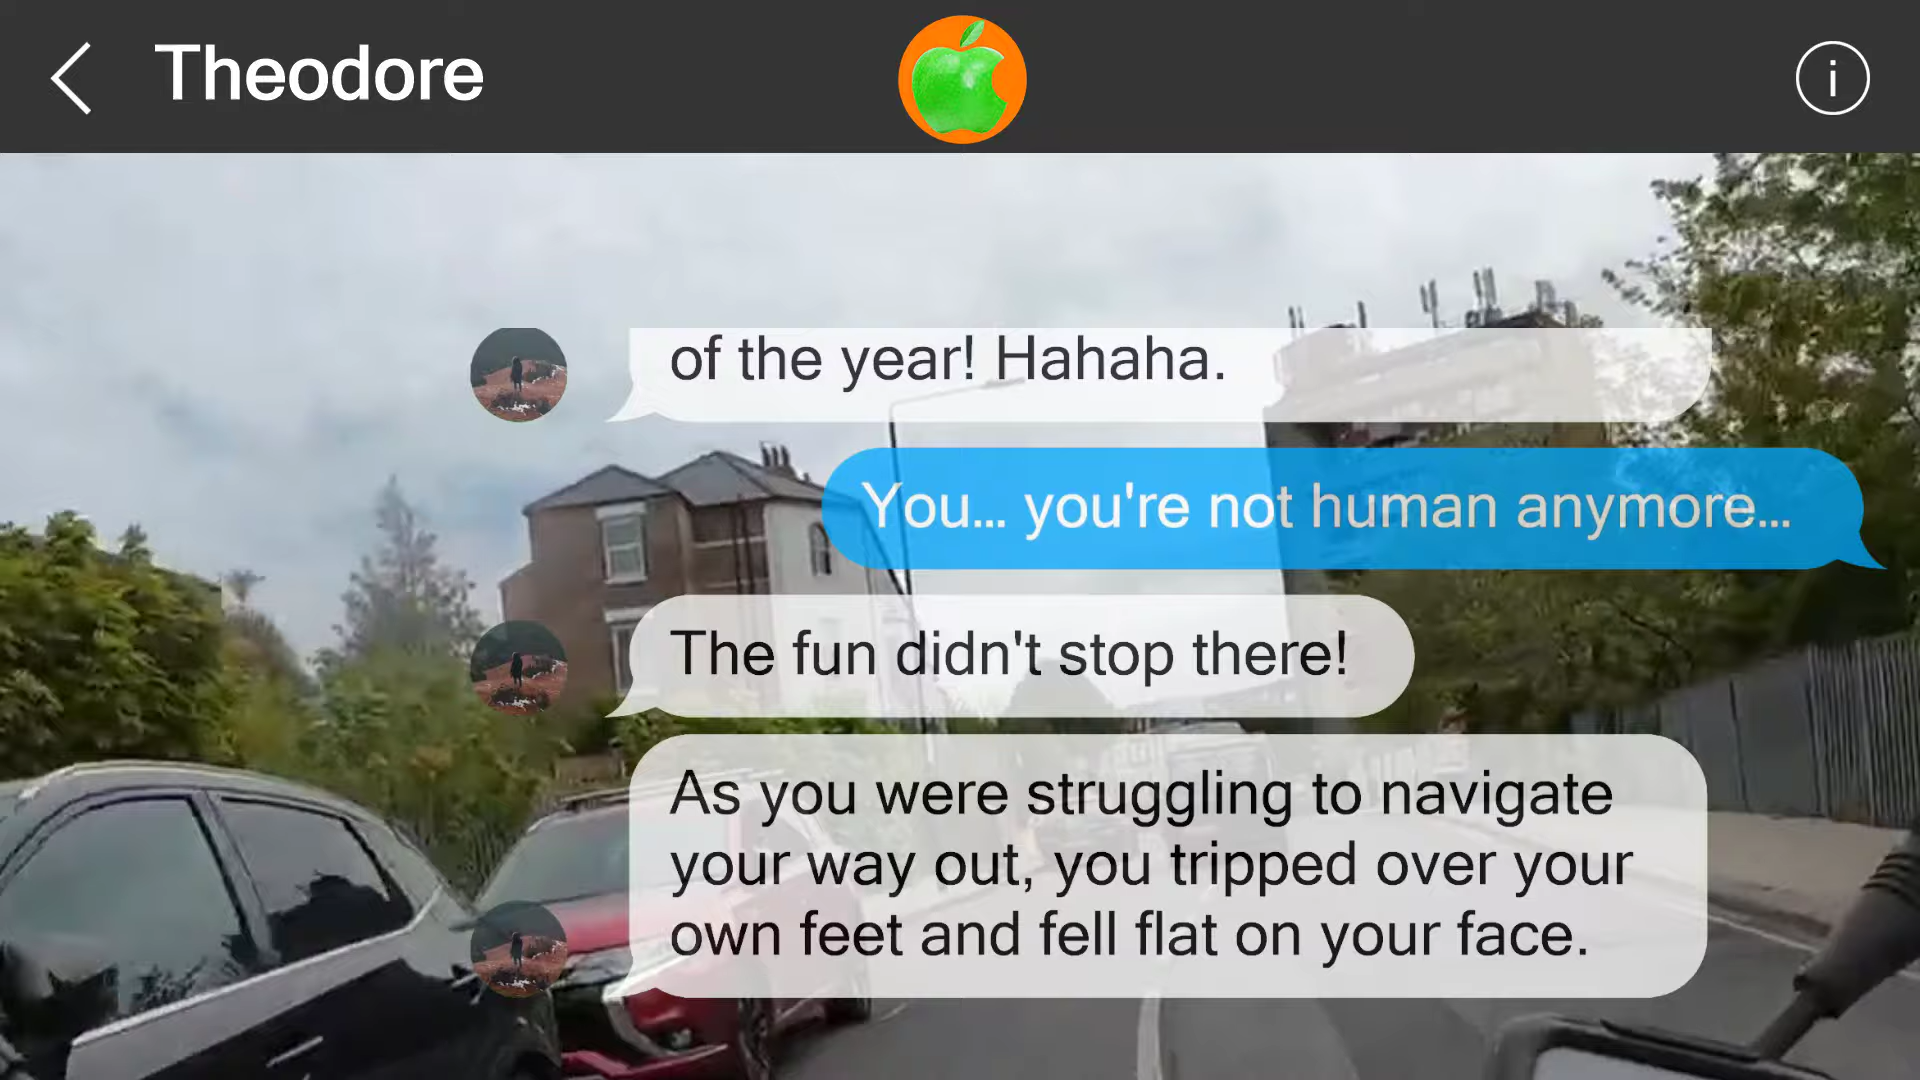 Theodore
i
of the year! Hahaha.
You... you're not human anymore...
The fun didn't stop there!
As you were struggling to navigate
your way out, you tripped over your
own feet and fell flat on your face.